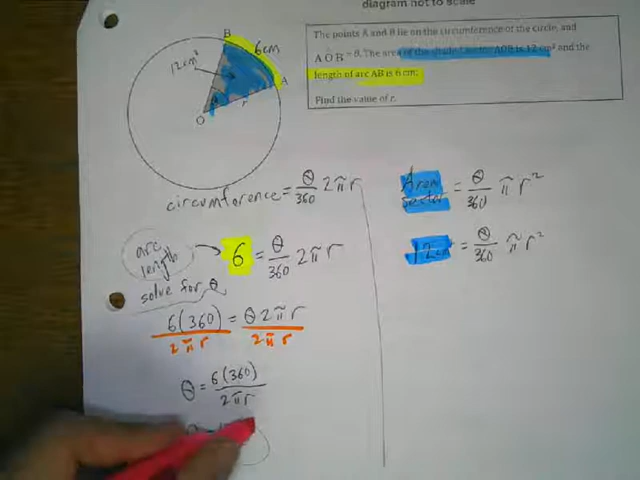 diagram not to scale
The points A and B lie on the circumference of the circle, and
AÔB = θ. The area of the shaded sector AOB is 12 cm² and the
length of arc AB is 6 cm.
Find the value of r.
B
6cm
12cm²
A
O
r
circumference = θ/360 2πr
arc length → 6 = θ/360 2πr
solve for θ
6(360)/2πr = θ2πr/2πr
θ = 6(360)/2πr
Area Sector = θ/360 πr²
12cm² = θ/360 πr²